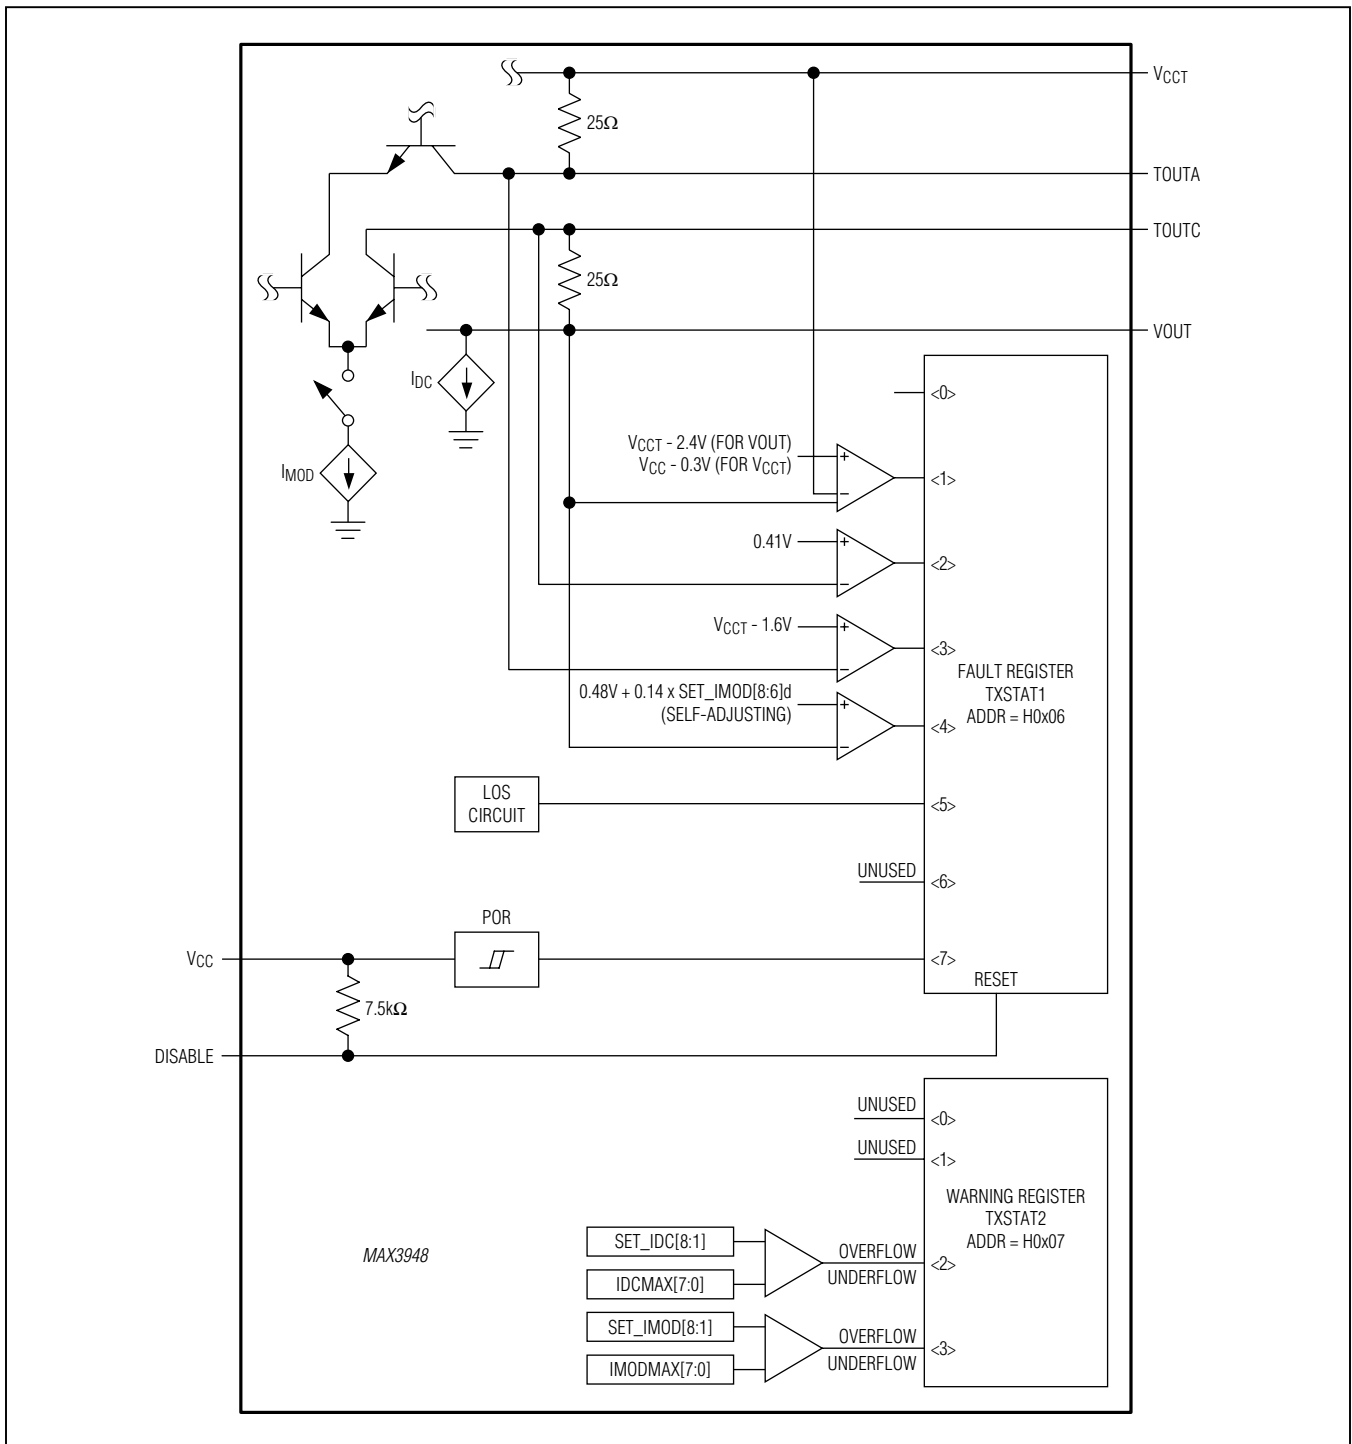 VCCT
25Ω
TOUTA
TOUTC
25Ω
VOUT
IDC
<0>
VCCT - 2.4V (FOR VOUT)
VCC - 0.3V (FOR VCCT)
+
−
<1>
IMOD
0.41V
+
−
<2>
VCCT - 1.6V
+
−
<3>
FAULT REGISTER
TXSTAT1
ADDR = H0x06
0.48V + 0.14 x SET_IMOD[8:6]d
(SELF-ADJUSTING)
+
−
<4>
LOS
CIRCUIT
<5>
UNUSED
<6>
POR
VCC
<7>
RESET
7.5kΩ
DISABLE
UNUSED
<0>
UNUSED
<1>
WARNING REGISTER
TXSTAT2
ADDR = H0x07
MAX3948
SET_IDC[8:1]
IDCMAX[7:0]
OVERFLOW
UNDERFLOW
<2>
SET_IMOD[8:1]
IMODMAX[7:0]
OVERFLOW
UNDERFLOW
<3>